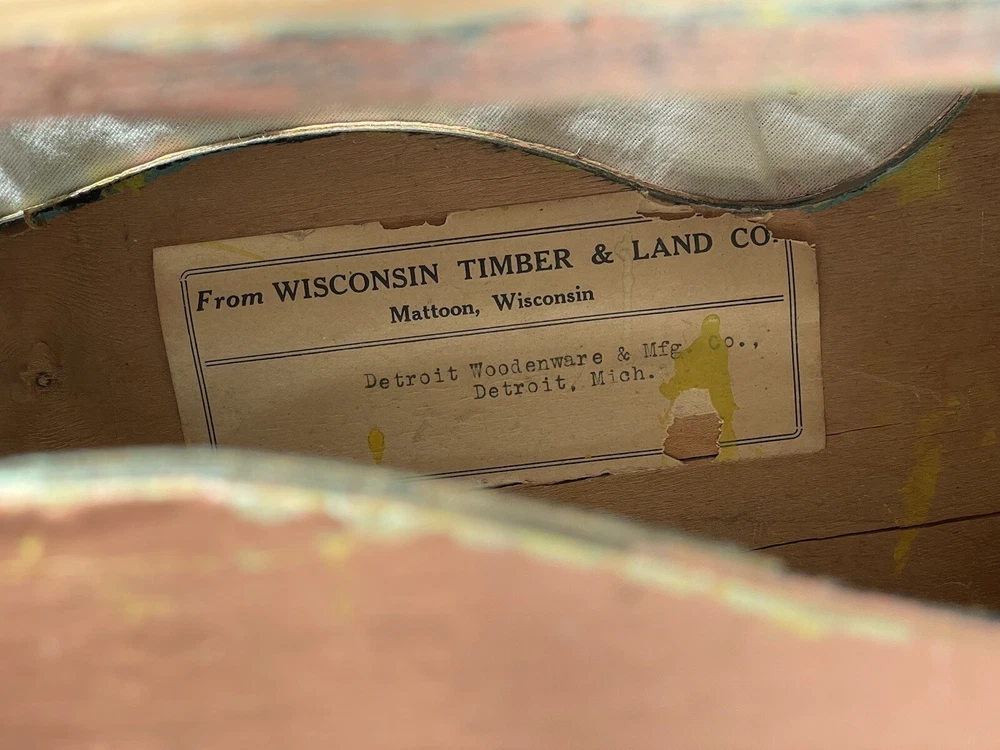 From WISCONSIN TIMBER & LAND CO.
Mattoon, Wisconsin
Detroit Woodenware & Mfg. Co.,
Detroit, Mich.